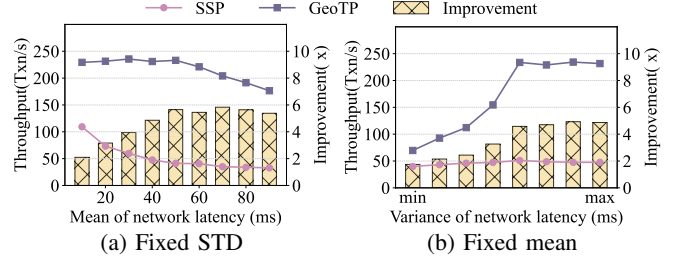 SSP GeoTP Improvement
Throughput(Txn/s)
250
200
150
100
50
0
10
8
6
4
2
0
Improvement( x)
20 40 60 80
Mean of network latency (ms)
(a) Fixed STD
Throughput(Txn/s)
250
200
150
100
50
0
10
8
6
4
2
0
Improvement( x)
min max
Variance of network latency (ms)
(b) Fixed mean